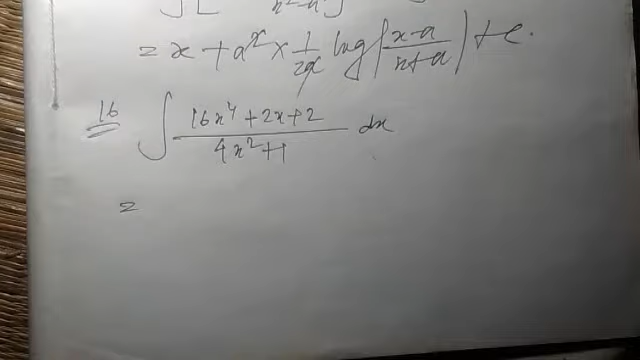 = x + a² × 1/2a log |x-a/x+a| + c.
16 ∫ 16x⁴ + 2x + 2 / 4x² + 1 dx
=